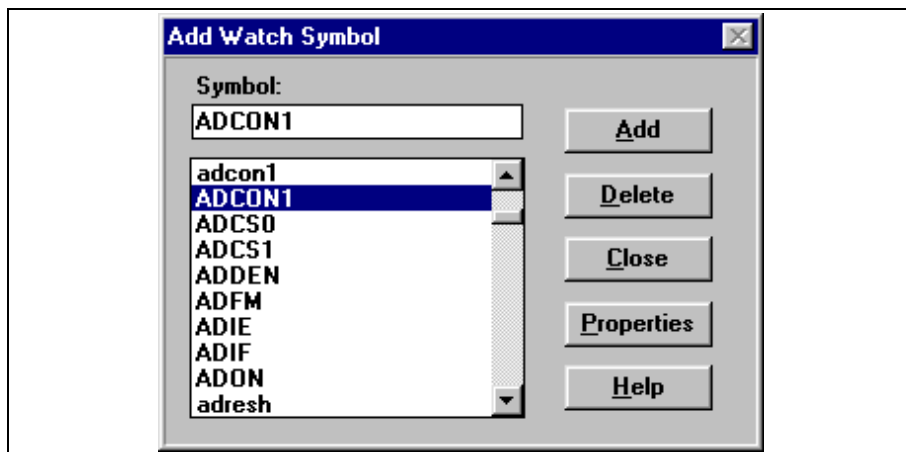 Add Watch Symbol
Symbol:
ADCON1
adcon1
ADCON1
ADCS0
ADCS1
ADDEN
ADFM
ADIE
ADIF
ADON
adresh
Add
Delete
Close
Properties
Help